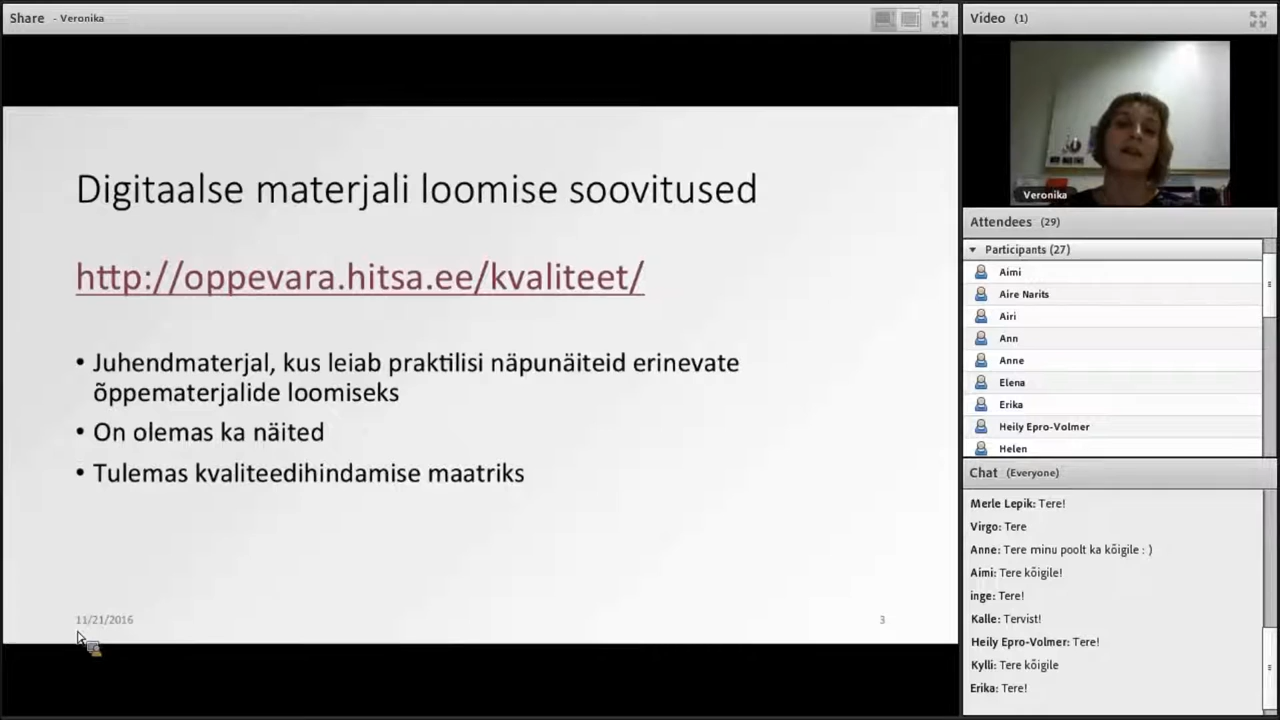 Share - Veronika
Digitaalse materjali loomise soovitused
http://oppevara.hitsa.ee/kvaliteet/
• Juhendmaterjal, kus leiab praktilisi näpunäiteid erinevate
õppematerjalide loomiseks
• On olemas ka näited
• Tulemas kvaliteedihindamise maatriks
11/21/2016
3
Video (1)
Veronika
Attendees (29)
Participants (27)
Aimi
Aire Narits
Airi
Ann
Anne
Elena
Erika
Heily Epro-Volmer
Helen
Chat (Everyone)
Merle Lepik: Tere!
Virgo: Tere
Anne: Tere minu poolt ka kõigile : )
Aimi: Tere kõigile!
inge: Tere!
Kalle: Tervist!
Heily Epro-Volmer: Tere!
Kylli: Tere kõigile
Erika: Tere!